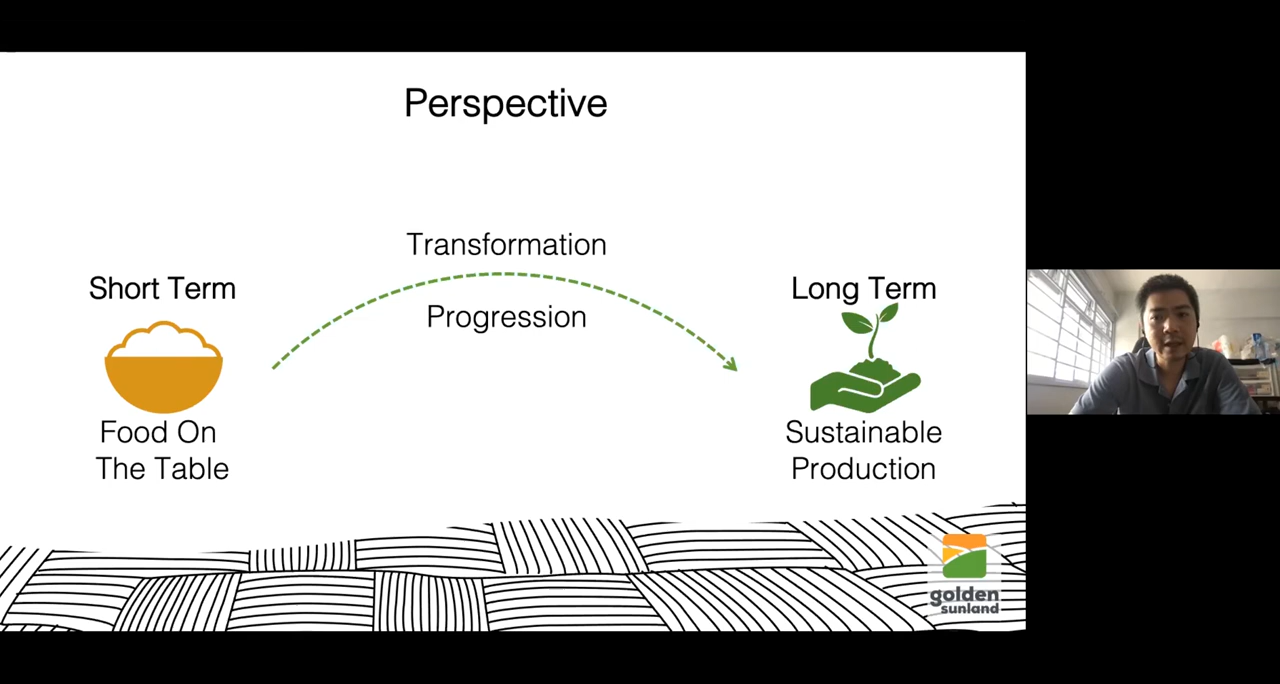 Perspective
Transformation
Progression
Short Term
Food On
The Table
Long Term
Sustainable
Production
golden
sunland